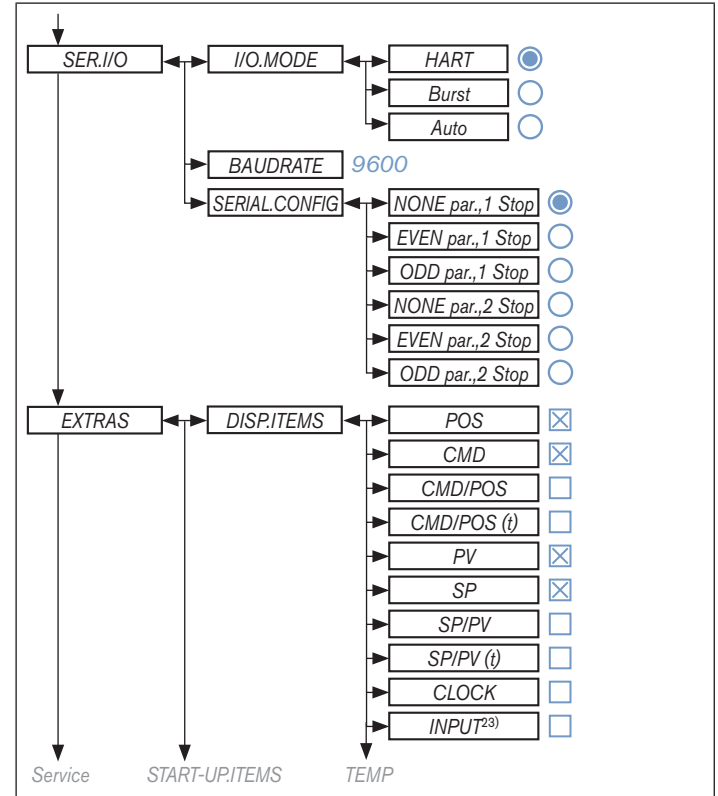 SER.I/O I/O.MODE HART
Burst
Auto
BAUDRATE 9600
SERIAL.CONFIG NONE par.,1 Stop
EVEN par.,1 Stop
ODD par.,1 Stop
NONE par.,2 Stop
EVEN par.,2 Stop
ODD par.,2 Stop
EXTRAS DISP.ITEMS POS
CMD
CMD/POS
CMD/POS (t)
PV
SP
SP/PV
SP/PV (t)
CLOCK
INPUT23)
Service START-UP.ITEMS TEMP